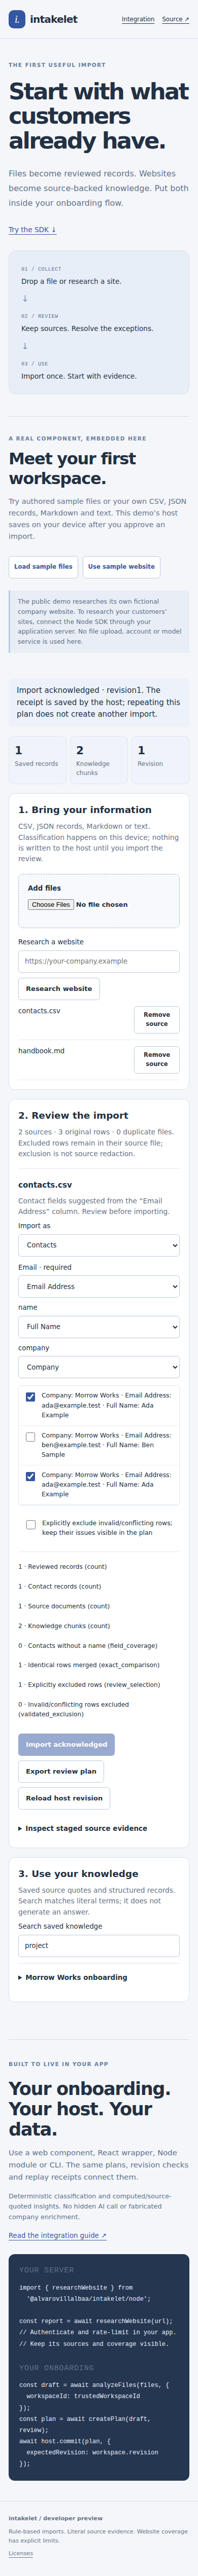 i. intakelet
Integration
Source ↗
THE FIRST USEFUL IMPORT
Start with what
customers
already have.
Files become reviewed records. Websites
become source-backed knowledge. Put both
inside your onboarding flow.
Try the SDK ↓
01 / COLLECT
Drop a file or research a site.
↓
02 / REVIEW
Keep sources. Resolve the exceptions.
↓
03 / USE
Import once. Start with evidence.
A REAL COMPONENT, EMBEDDED HERE
Meet your first
workspace.
Try authored sample files or your own CSV, JSON
records, Markdown and text. This demo's host
saves on your device after you approve an
import.
Load sample files
Use sample website
The public demo researches its own fictional
company website. To research your customers'
sites, connect the Node SDK through your
application server. No file upload, account or model
service is used here.
Import acknowledged · revision1. The
receipt is saved by the host; repeating this
plan does not create another import.
1
Saved records
2
Knowledge
chunks
1
Revision
1. Bring your information
CSV, JSON records, Markdown or text.
Classification happens on this device; nothing
is written to the host until you import the
review.
Add files
Choose Files No file chosen
Research a website
https://your-company.example
Research website
contacts.csv
Remove
source
handbook.md
Remove
source
2. Review the import
2 sources · 3 original rows · 0 duplicate files.
Excluded rows remain in their source file;
exclusion is not source redaction.
contacts.csv
Contact fields suggested from the "Email
Address" column. Review before importing.
Import as
Contacts
Email · required
Email Address
name
Full Name
company
Company
Company: Morrow Works · Email Address:
ada@example.test · Full Name: Ada
Example
Company: Morrow Works · Email Address:
ben@example.test · Full Name: Ben
Sample
Company: Morrow Works · Email Address:
ada@example.test · Full Name: Ada
Example
Explicitly exclude invalid/conflicting rows;
keep their issues visible in the plan
1 · Reviewed records (count)
1 · Contact records (count)
1 · Source documents (count)
2 · Knowledge chunks (count)
0 · Contacts without a name (field_coverage)
1 · Identical rows merged (exact_comparison)
1 · Explicitly excluded rows (review_selection)
0 · Invalid/conflicting rows excluded
(validated_exclusion)
Import acknowledged
Export review plan
Reload host revision
▸ Inspect staged source evidence
3. Use your knowledge
Saved source quotes and structured records.
Search matches literal terms; it does not
generate an answer.
Search saved knowledge
project
▸ Morrow Works onboarding
BUILT TO LIVE IN YOUR APP
Your onboarding.
Your host. Your
data.
Use a web component, React wrapper, Node
module or CLI. The same plans, revision checks
and replay receipts connect them.
Deterministic classification and computed/source-
quoted insights. No hidden AI call or fabricated
company enrichment.
Read the integration guide ↗
YOUR SERVER
import { researchWebsite } from
'@alvarovillalbaa/intakelet/node';
const report = await researchWebsite(url);
// Authenticate and rate-limit in your app.
// Keep its sources and coverage visible.
YOUR ONBOARDING
const draft = await analyzeFiles(files, {
workspaceId: trustedWorkspaceId
});
const plan = await createPlan(draft,
review);
await host.commit(plan, {
expectedRevision: workspace.revision
});
intakelet / developer preview
Rule-based imports. Literal source evidence. Website coverage
has explicit limits.
Licenses